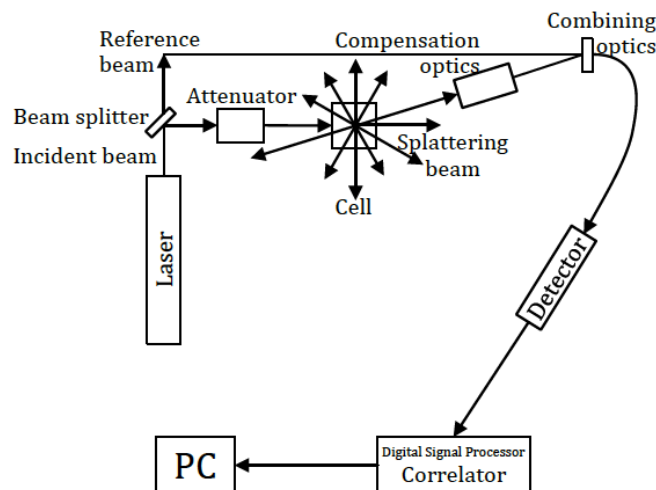 Reference
beam
Compensation
optics
Combining
optics
Attenuator
Beam splitter
Incident beam
Splattering
beam
Cell
Laser
Detector
PC
Digital Signal Processor
Correlator